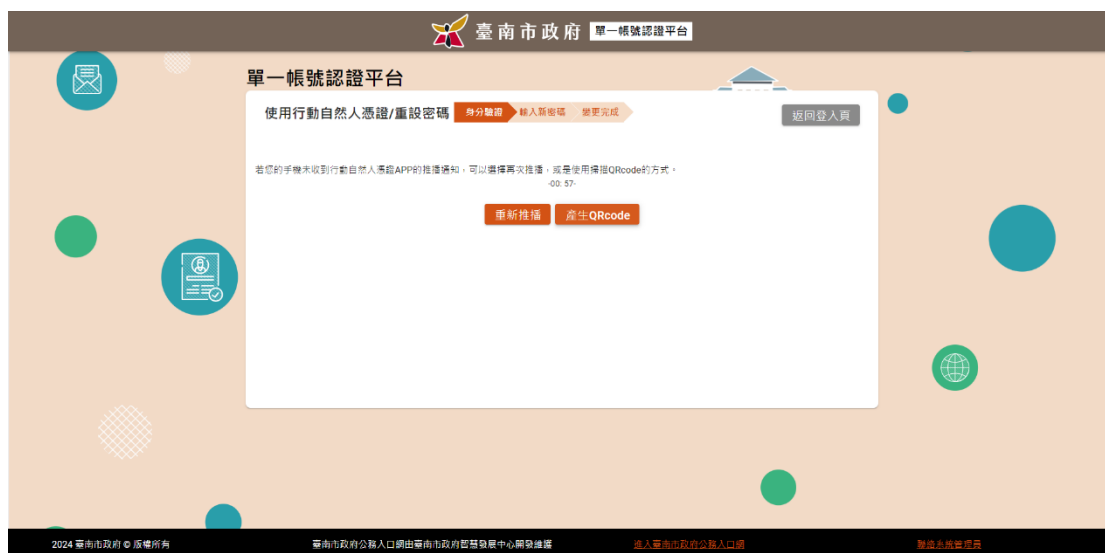 臺南市政府 單一帳號認證平台
單一帳號認證平台
使用行動自然人憑證/重設密碼 身分驗證 輸入新密碼 變更完成 返回登入頁
若您的手機未收到行動自然人憑證APP的推播通知，可以選擇再次推播，或是使用掃描QRcode的方式。
-00: 57-
重新推播 產生QRcode
2024 臺南市政府 © 版權所有 臺南市政府公務入口網由臺南市政府智慧發展中心開發維護 進入臺南市政府公務入口網 聯絡系統管理員